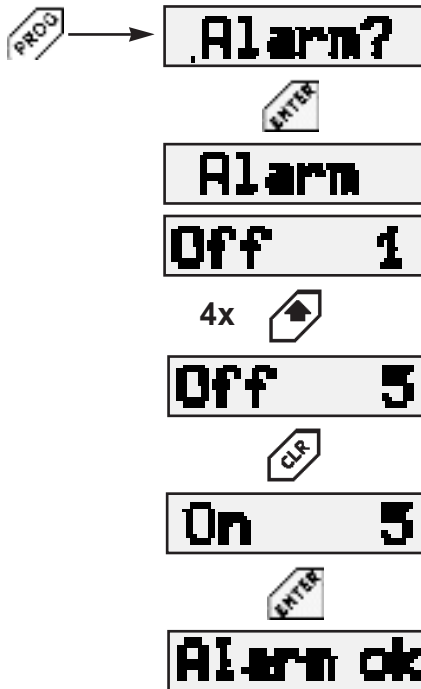 PROG Alarm?
ENTER
Alarm
Off 1
4x
Off 5
CLR
On 5
ENTER
Alarm ok